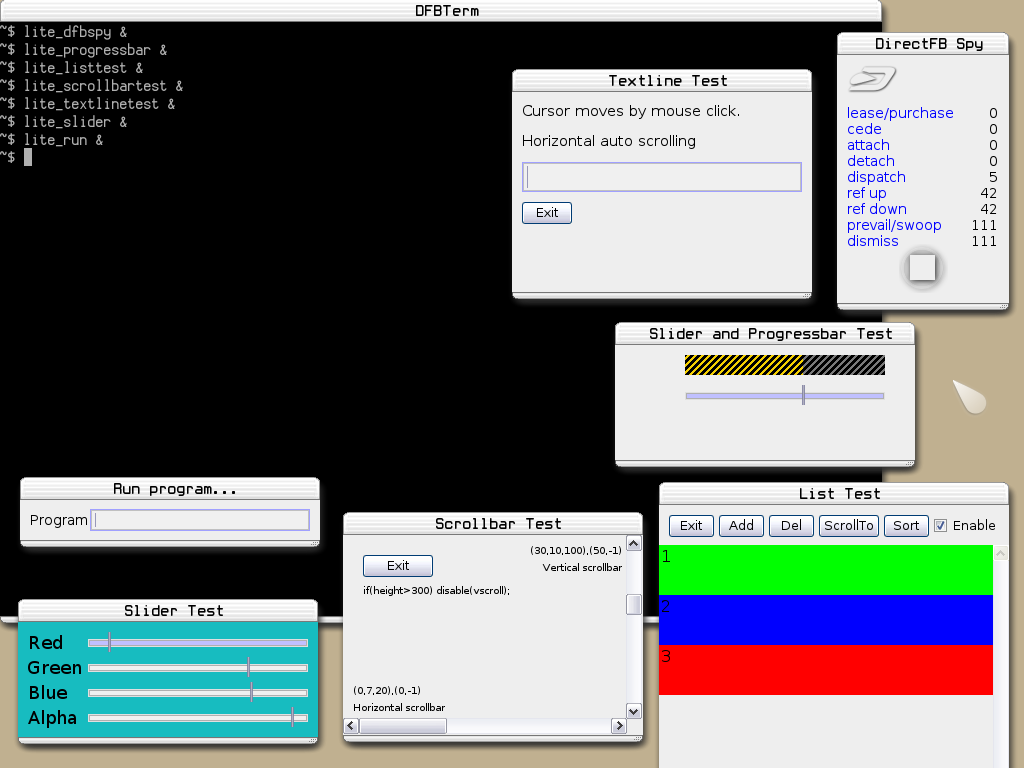 DFBTerm
~$ lite_dfbspy &
~$ lite_progressbar &
~$ lite_listtest &
~$ lite_scrollbartest &
~$ lite_textlinetest &
~$ lite_slider &
~$ lite_run &
~$
Textline Test
Cursor moves by mouse click.
Horizontal auto scrolling
Exit
DirectFB Spy
lease/purchase 0
cede 0
attach 0
detach 0
dispatch 5
ref up 42
ref down 42
prevail/swoop 111
dismiss 111
Slider and Progressbar Test
Run program...
Program
Slider Test
Red
Green
Blue
Alpha
Scrollbar Test
(30,10,100),(50,-1)
Vertical scrollbar
Exit
if(height>300) disable(vscroll);
(0,7,20),(0,-1)
Horizontal scrollbar
List Test
Exit Add Del ScrollTo Sort Enable
1
2
3